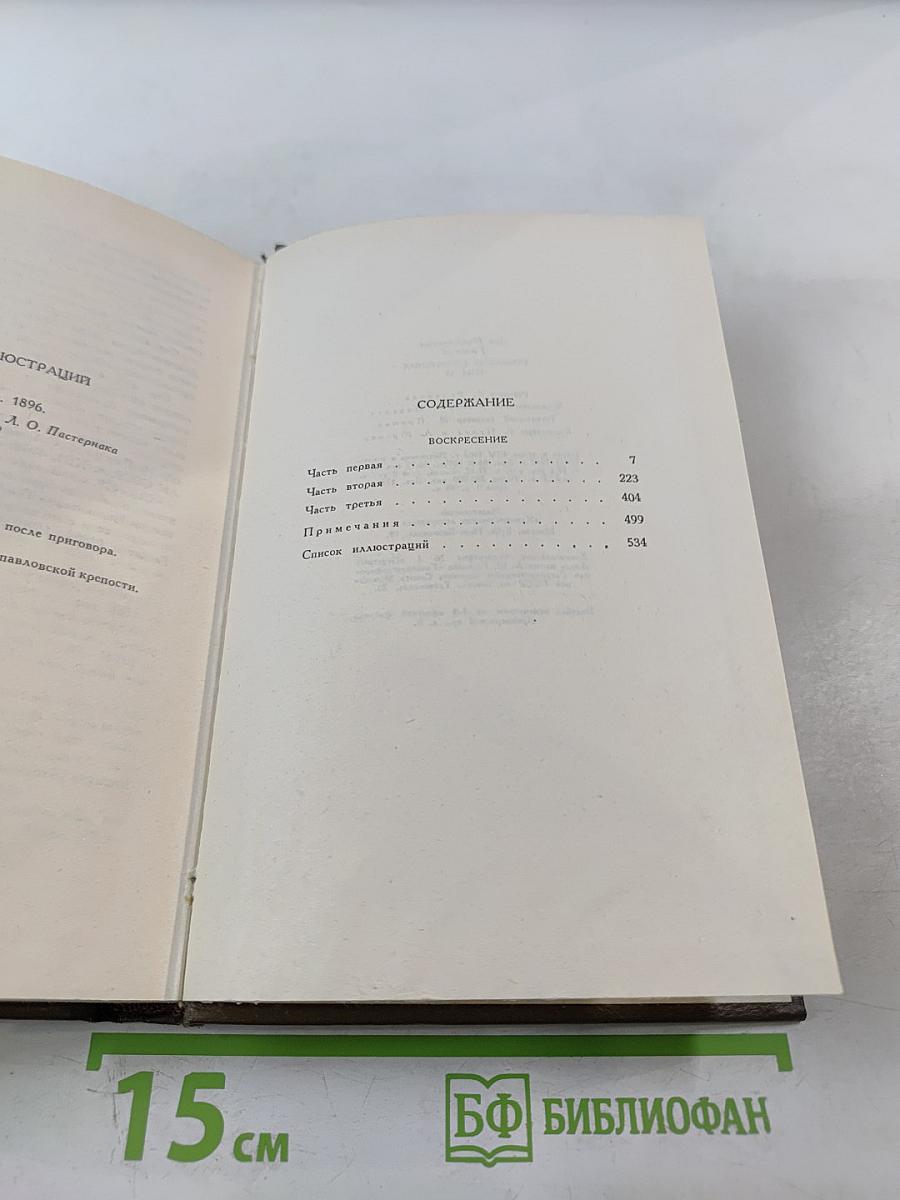 ЮСТРАЦИЙ
. 1896.
Л. О. Пастернака
после приговора.
павловской крепости.
СОДЕРЖАНИЕ
ВОСКРЕСЕНИЕ
Часть первая . . . . . . . . . . . . . . 7
Часть вторая . . . . . . . . . . . . . . 223
Часть третья . . . . . . . . . . . . . . 404
Примечания . . . . . . . . . . . . . 499
Список иллюстраций . . . . . . . . . . . 534
15 см
БФ БИБЛИОФАН